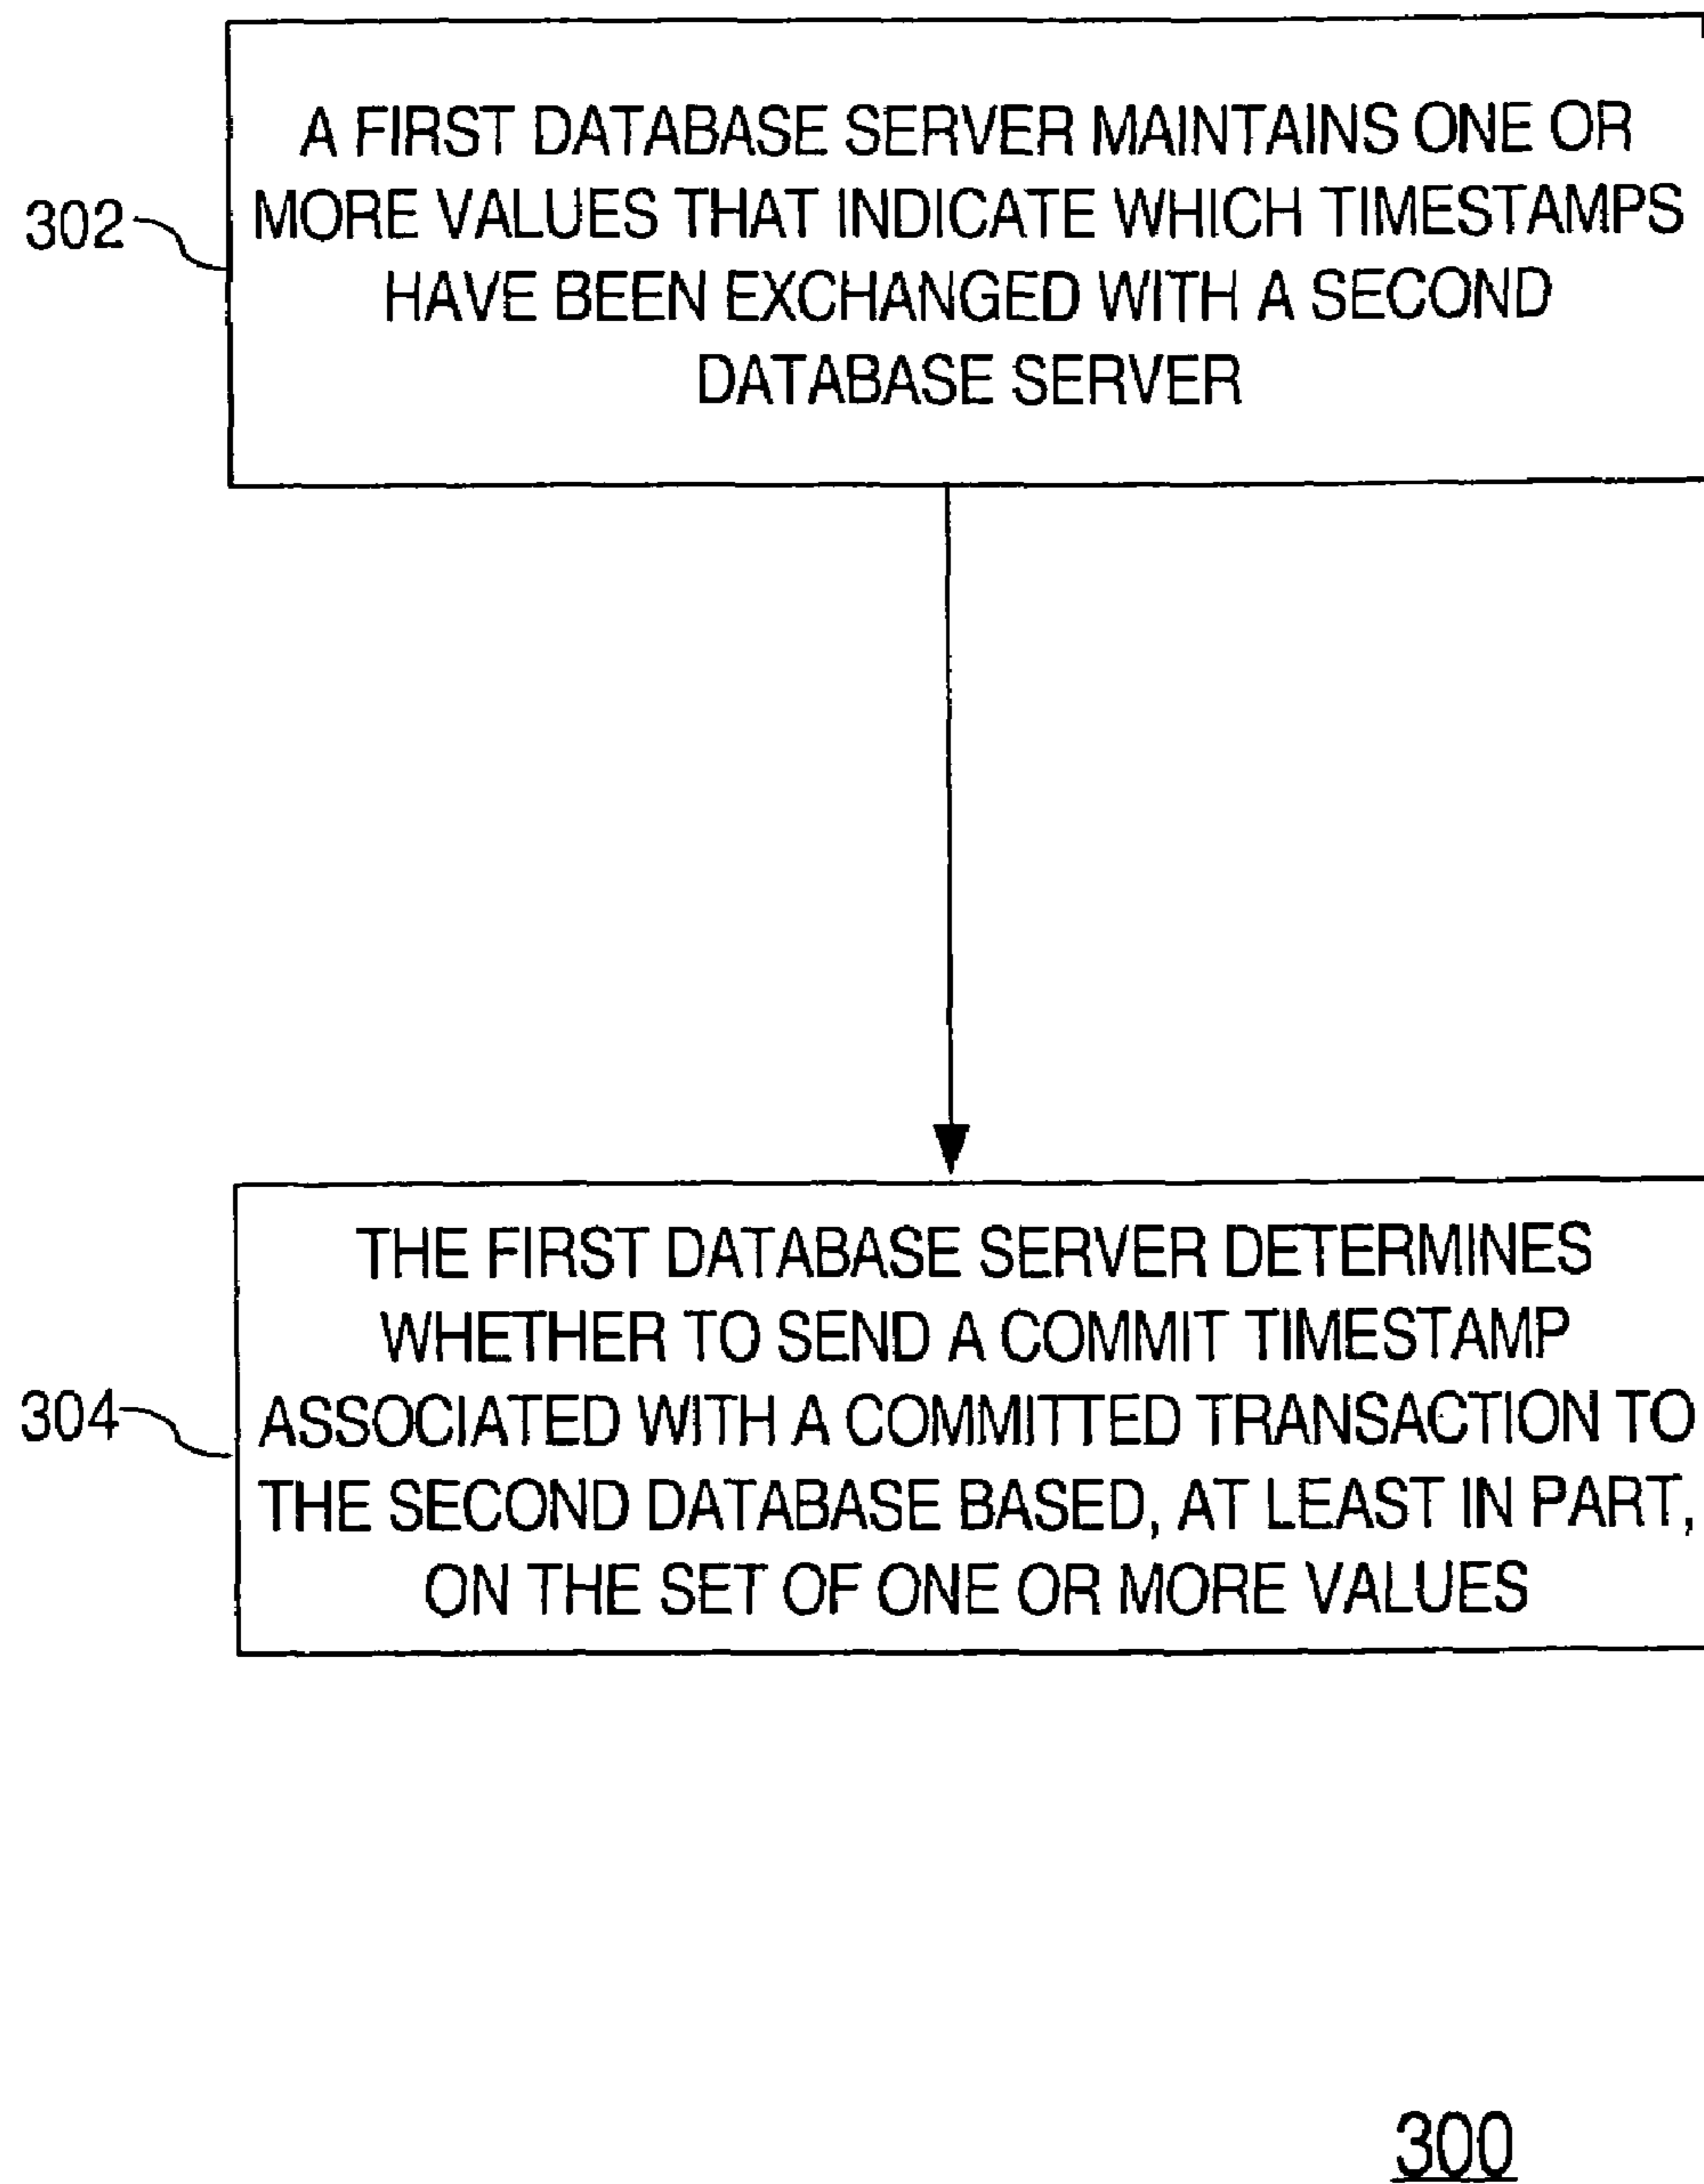 A FIRST DATABASE SERVER MAINTAINS ONE OR
302
MORE VALUES THAT INDICATE WHICH TIMESTAMPS
HAVE BEEN EXCHANGED WITH A SECOND
DATABASE SERVER
THE FIRST DATABASE SERVER DETERMINES
WHETHER TO SEND A COMMIT TIMESTAMP
304
ASSOCIATED WITH A COMMITTED TRANSACTION TO
THE SECOND DATABASE BASED, AT LEAST IN PART,
ON THE SET OF ONE OR MORE VALUES
300